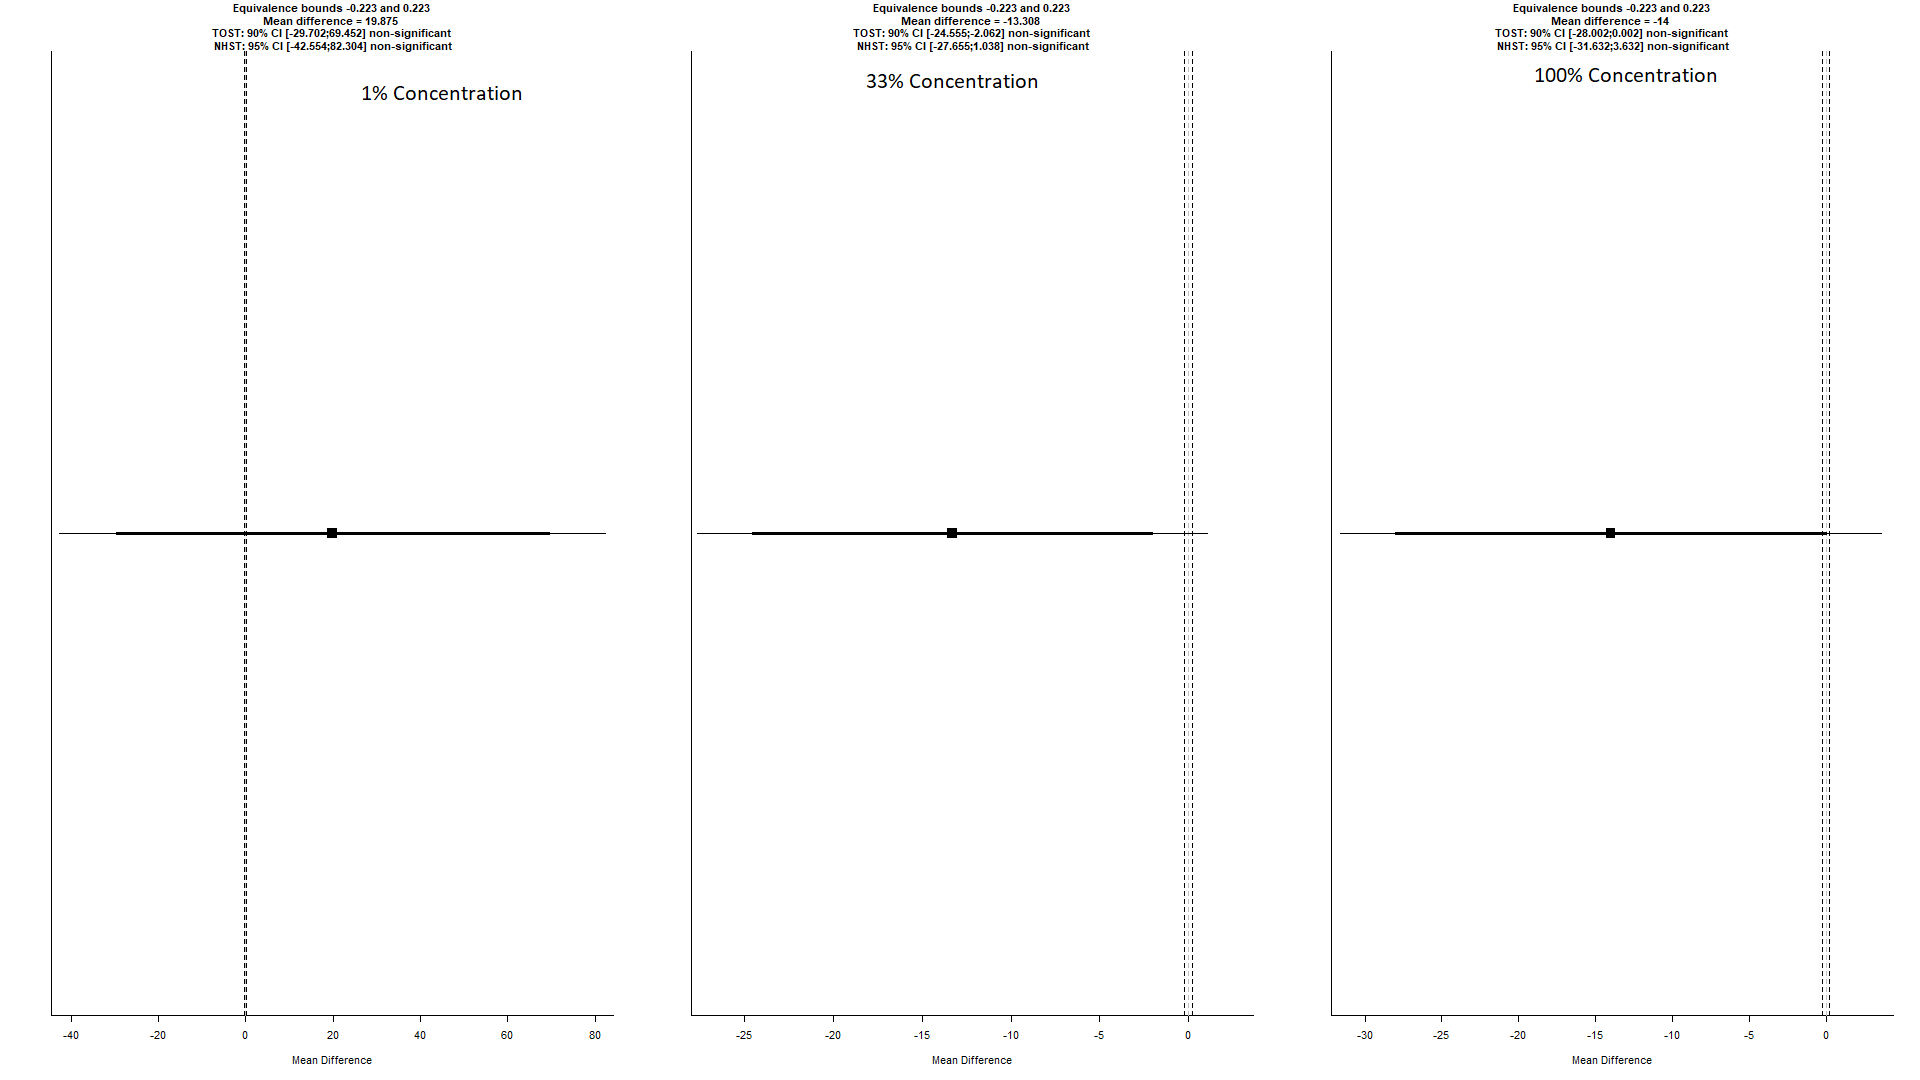 Equivalence bounds -0.223 and 0.223
Mean difference = 19.875
TOST: 90% CI [-29.702;69.452] non-significant
NHST: 95% CI [-42.554;82.304] non-significant
1% Concentration
-40 -20 0 20 40 60 80
Mean Difference
Equivalence bounds -0.223 and 0.223
Mean difference = -13.308
TOST: 90% CI [-24.555;-2.062] non-significant
NHST: 95% CI [-27.655;1.038] non-significant
33% Concentration
-25 -20 -15 -10 -5 0
Mean Difference
Equivalence bounds -0.223 and 0.223
Mean difference = -14
TOST: 90% CI [-28.002;0.002] non-significant
NHST: 95% CI [-31.632;3.632] non-significant
100% Concentration
-30 -25 -20 -15 -10 -5 0
Mean Difference